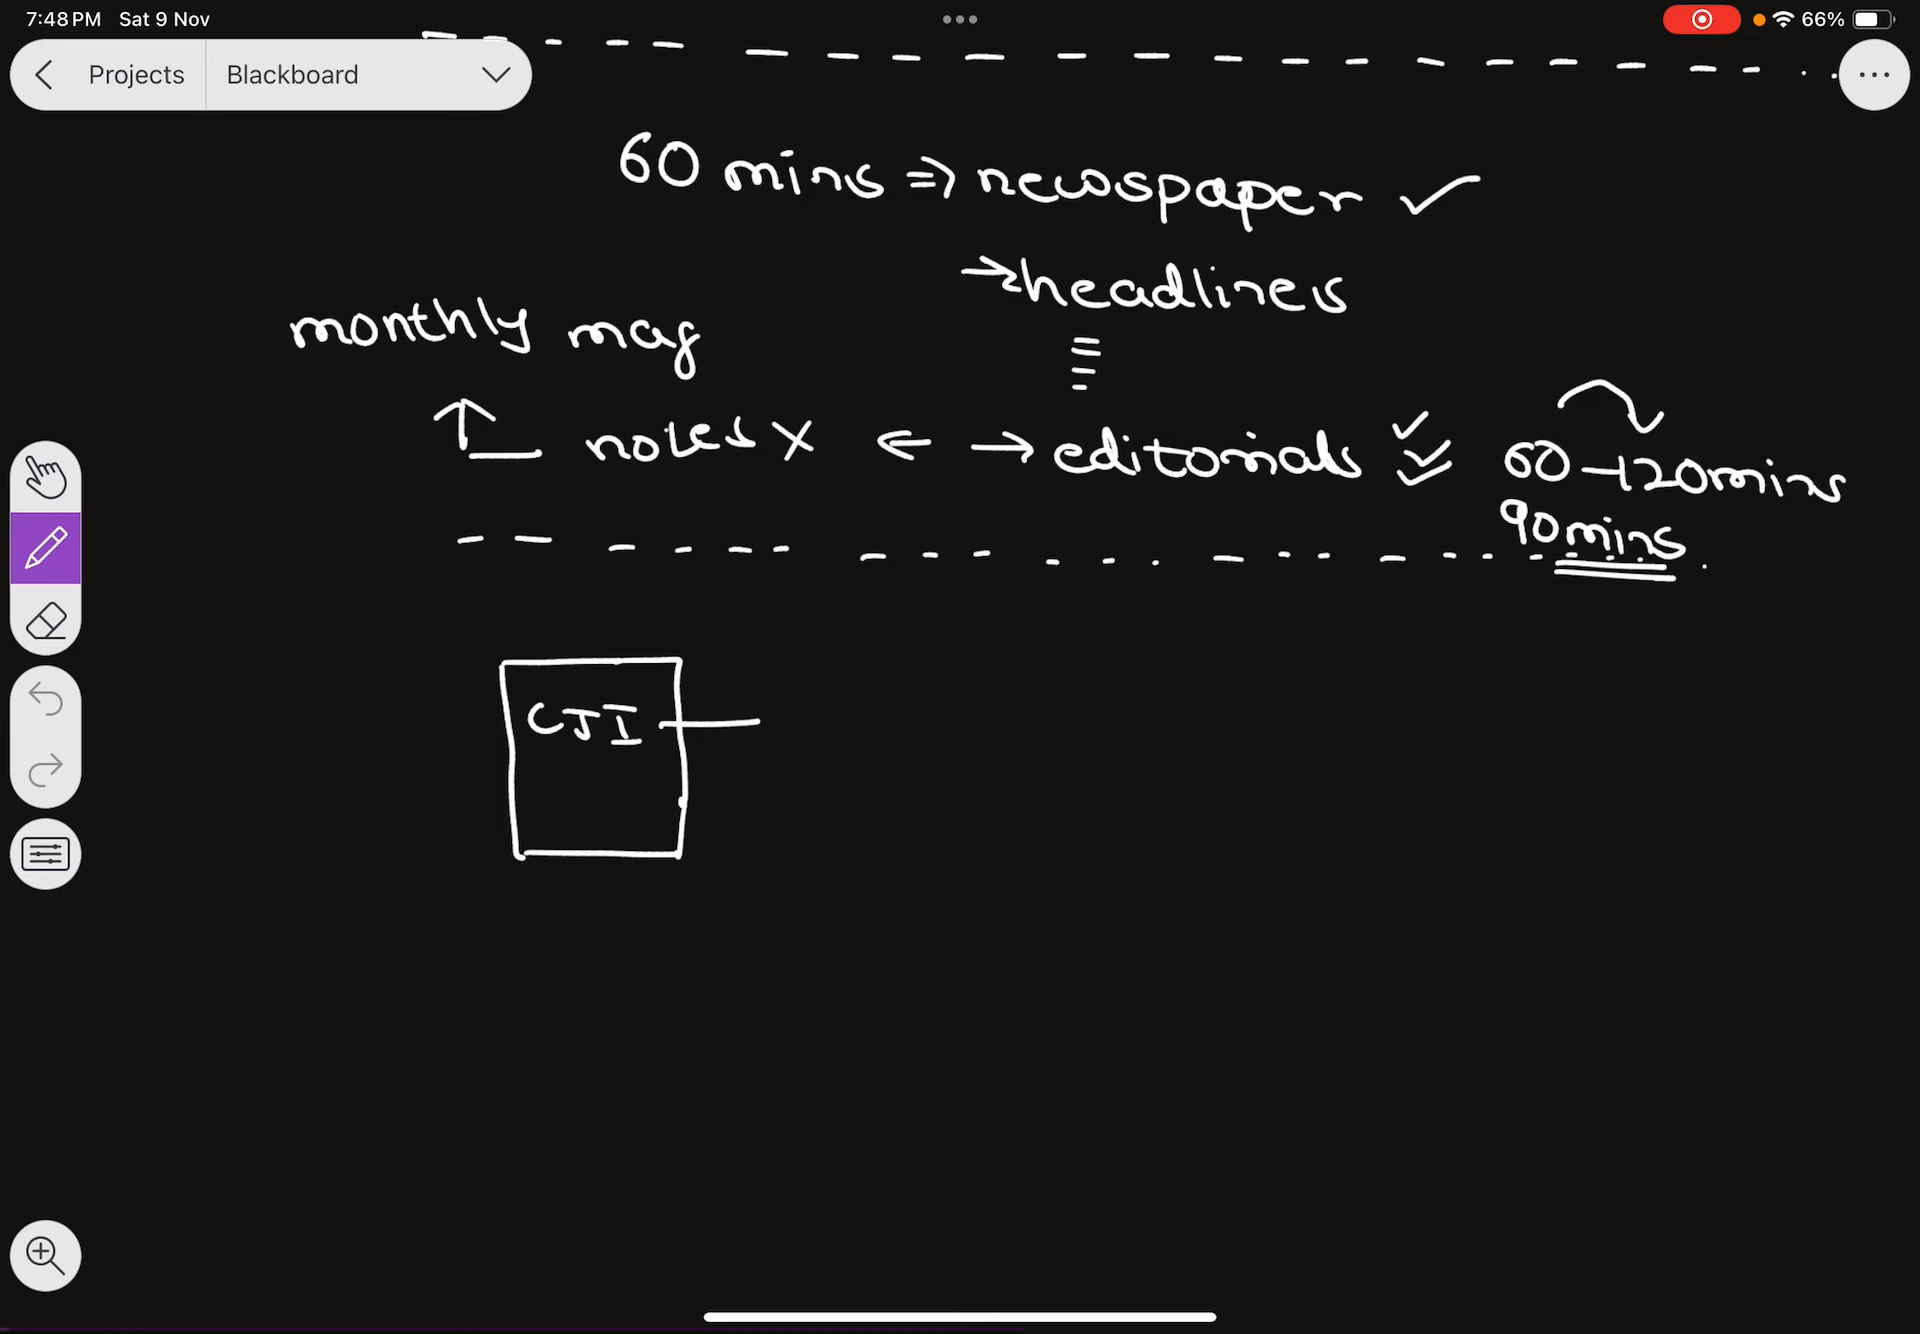 7:48 PM Sat 9 Nov
66%
Projects Blackboard
60 mins => newspaper ✓
→ headlines
monthly mag
notes X ← → editorials ✓ 60-120mins
90mins
CJI